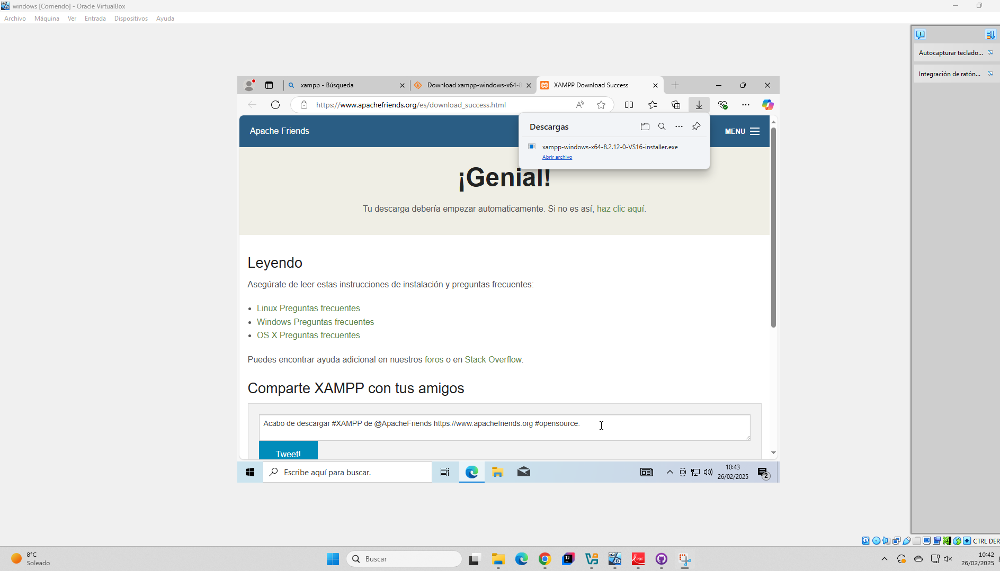 windows [Corriendo] - Oracle VirtualBox
Archivo Máquina Ver Entrada Dispositivos Ayuda
Autocapturar teclado...
Integración de ratón...
xampp - Búsqueda
Download xampp-windows-x64-8
XAMPP Download Success
https://www.apachefriends.org/es/download_success.html
Apache Friends
MENU
Descargas
xampp-windows-x64-8.2.12-0-VS16-installer.exe
Abrir archivo
¡Genial!
Tu descarga debería empezar automaticamente. Si no es así, haz clic aquí.
Leyendo
Asegúrate de leer estas instrucciones de instalación y preguntas frecuentes:
Linux Preguntas frecuentes
Windows Preguntas frecuentes
OS X Preguntas frecuentes
Puedes encontrar ayuda adicional en nuestros foros o en Stack Overflow.
Comparte XAMPP con tus amigos
Acabo de descargar #XAMPP de @ApacheFriends https://www.apachefriends.org #opensource.
Tweet!
Escribe aquí para buscar.
10:43
26/02/2025
2
CTRL DER
8°C
Soleado
Buscar
10:42
26/02/2025